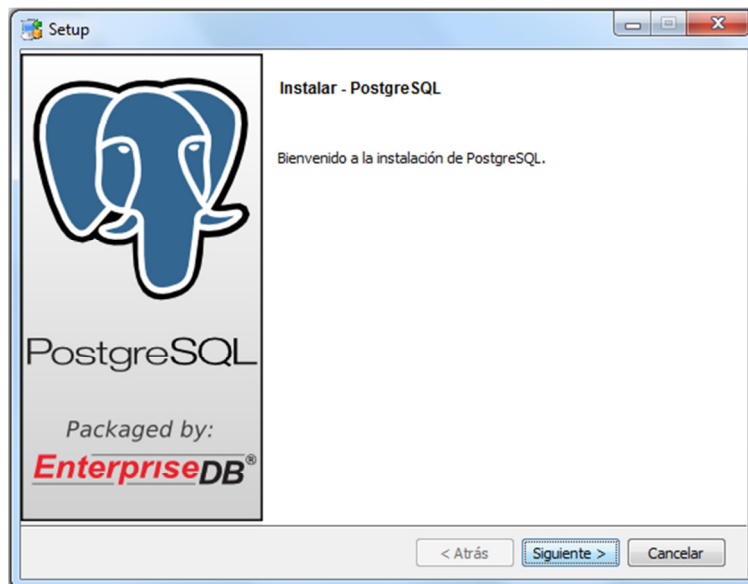 Setup
Instalar - PostgreSQL
Bienvenido a la instalación de PostgreSQL.
PostgreSQL
Packaged by:
EnterpriseDB®
< Atrás
Siguiente >
Cancelar